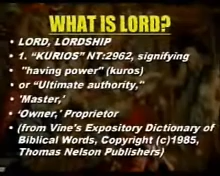 WHAT IS LORD?
• LORD, LORDSHIP
• 1. “KURIOS” NT:2962, signifying
• "having power" (kuros)
• or “Ultimate authority,”
• 'Master,'
• ‘Owner,’ Proprietor
• (from Vine's Expository Dictionary of
Biblical Words, Copyright (c)1985,
Thomas Nelson Publishers)